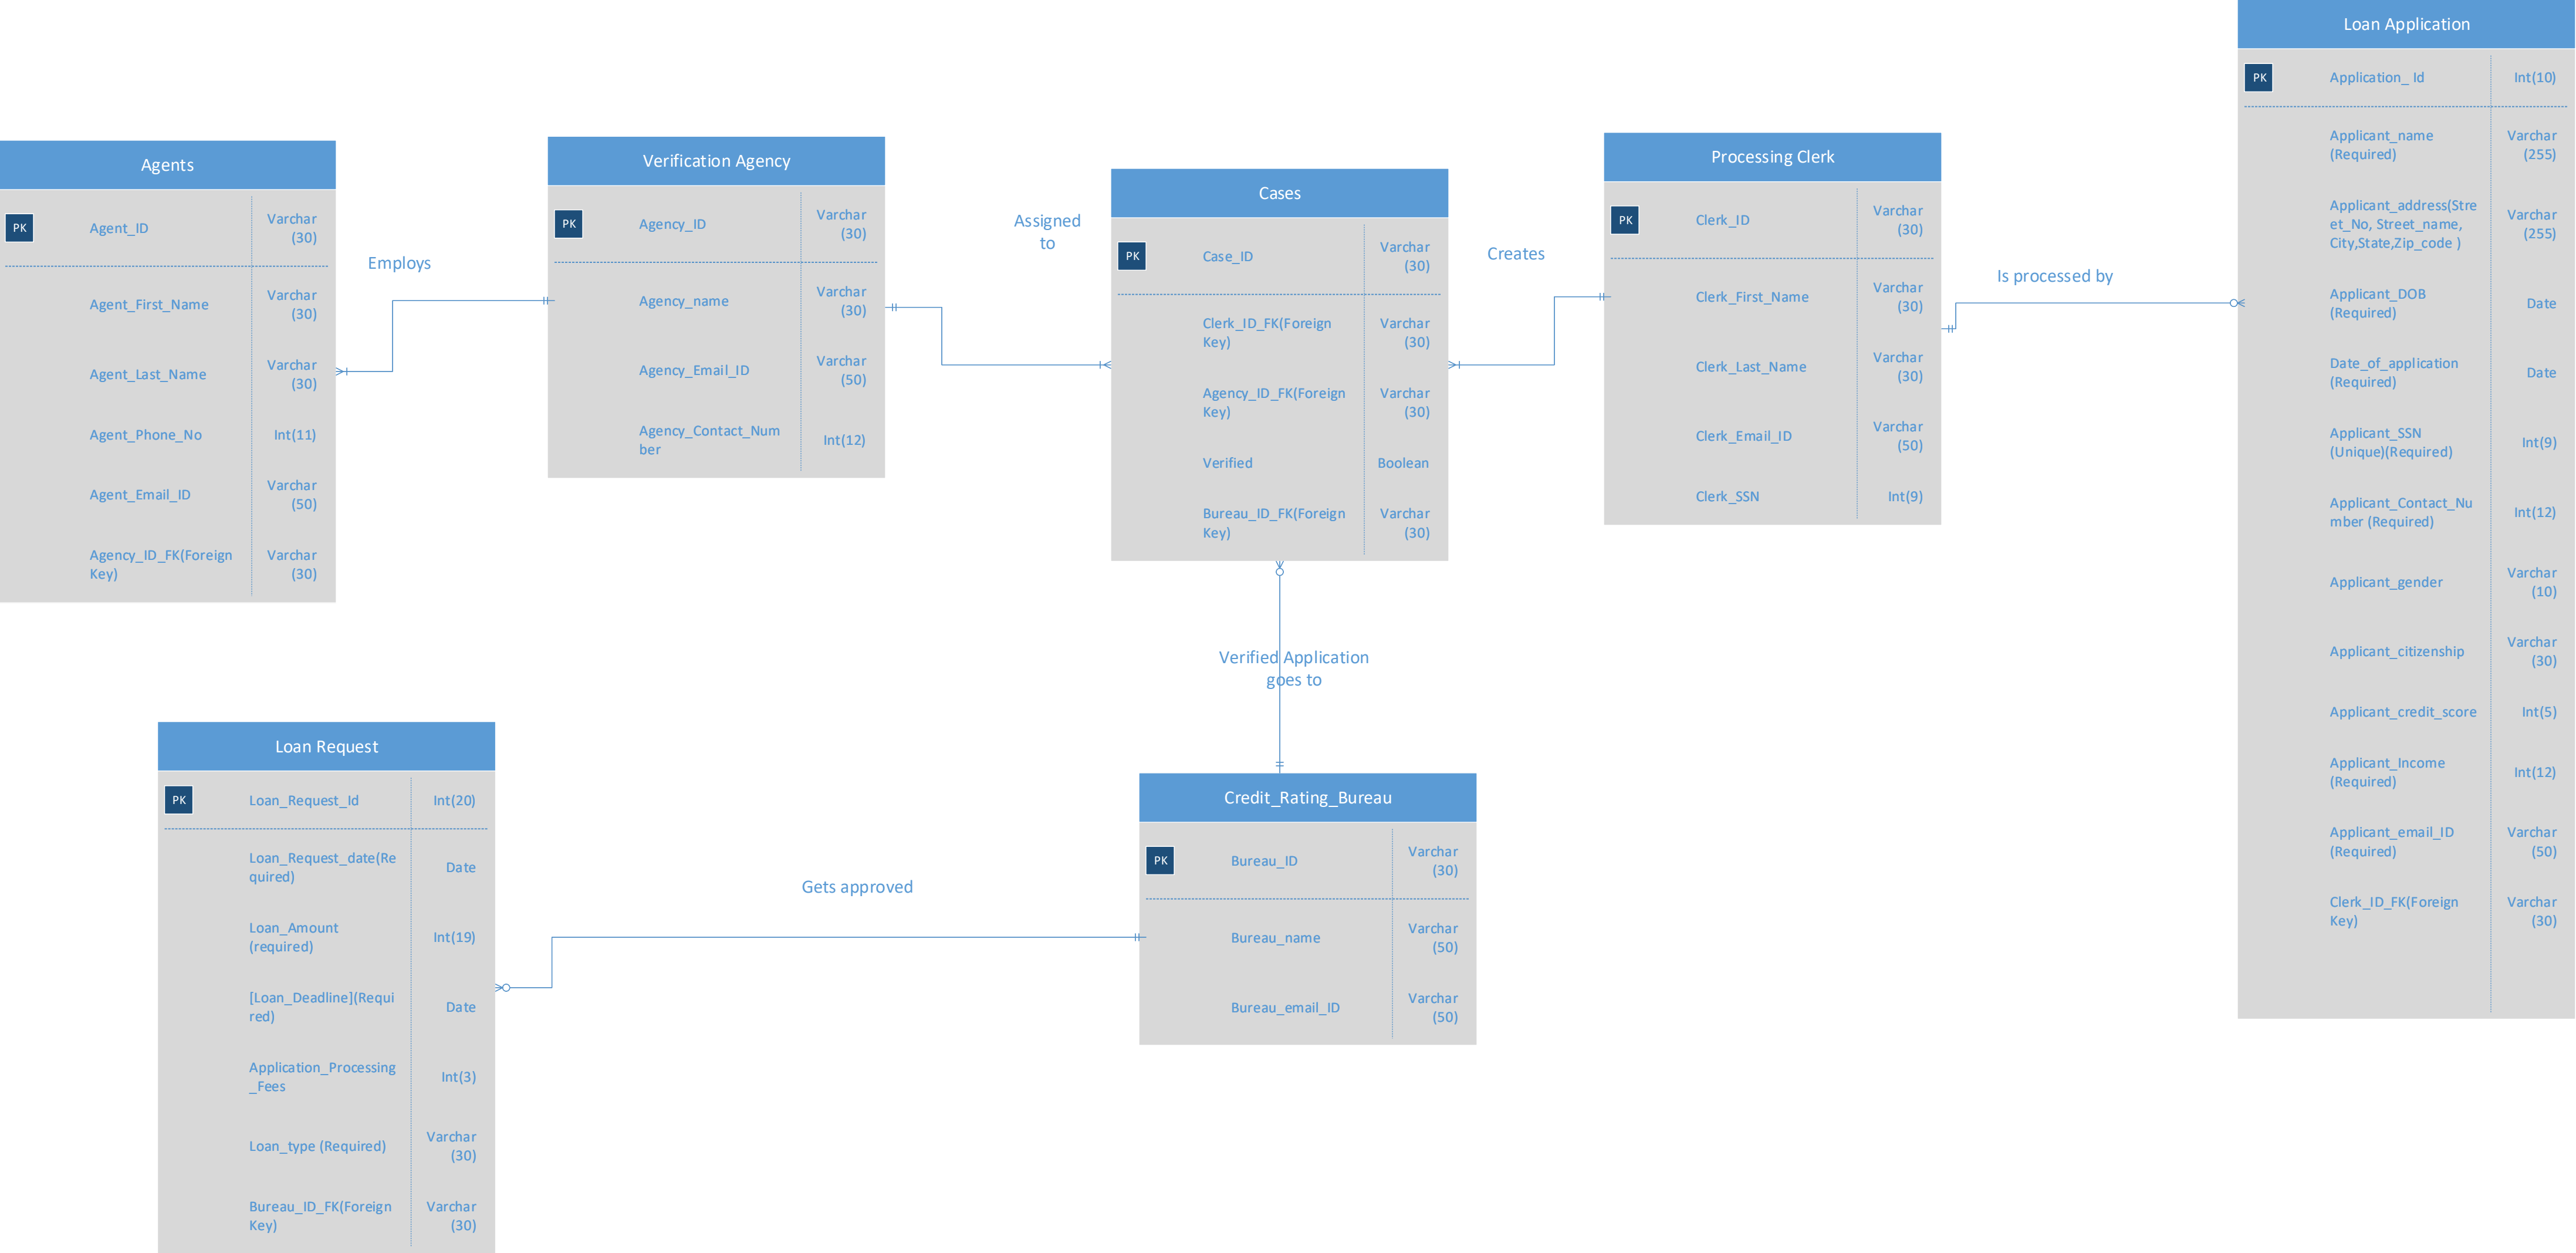 Agents
PK
Agent_ID
Varchar
(30)
Agent_First_Name
Varchar
(30)
Agent_Last_Name
Varchar
(30)
Agent_Phone_No
Int(11)
Agent_Email_ID
Varchar
(50)
Agency_ID_FK(Foreign
Key)
Varchar
(30)
Employs
Verification Agency
PK
Agency_ID
Varchar
(30)
Agency_name
Varchar
(30)
Agency_Email_ID
Varchar
(50)
Agency_Contact_Num
ber
Int(12)
Assigned
to
Cases
PK
Case_ID
Varchar
(30)
Clerk_ID_FK(Foreign
Key)
Varchar
(30)
Agency_ID_FK(Foreign
Key)
Varchar
(30)
Verified
Boolean
Bureau_ID_FK(Foreign
Key)
Varchar
(30)
Creates
Processing Clerk
PK
Clerk_ID
Varchar
(30)
Clerk_First_Name
Varchar
(30)
Clerk_Last_Name
Varchar
(30)
Clerk_Email_ID
Varchar
(50)
Clerk_SSN
Int(9)
Is processed by
Loan Application
PK
Application_ Id
Int(10)
Applicant_name
(Required)
Varchar
(255)
Applicant_address(Stre
et_No, Street_name,
City,State,Zip_code )
Varchar
(255)
Applicant_DOB
(Required)
Date
Date_of_application
(Required)
Date
Applicant_SSN
(Unique)(Required)
Int(9)
Applicant_Contact_Nu
mber (Required)
Int(12)
Applicant_gender
Varchar
(10)
Applicant_citizenship
Varchar
(30)
Applicant_credit_score
Int(5)
Applicant_Income
(Required)
Int(12)
Applicant_email_ID
(Required)
Varchar
(50)
Clerk_ID_FK(Foreign
Key)
Varchar
(30)
Verified Application
goes to
Loan Request
PK
Loan_Request_Id
Int(20)
Loan_Request_date(Re
quired)
Date
Loan_Amount
(required)
Int(19)
[Loan_Deadline](Requi
red)
Date
Application_Processing
_Fees
Int(3)
Loan_type (Required)
Varchar
(30)
Bureau_ID_FK(Foreign
Key)
Varchar
(30)
Gets approved
Credit_Rating_Bureau
PK
Bureau_ID
Varchar
(30)
Bureau_name
Varchar
(50)
Bureau_email_ID
Varchar
(50)